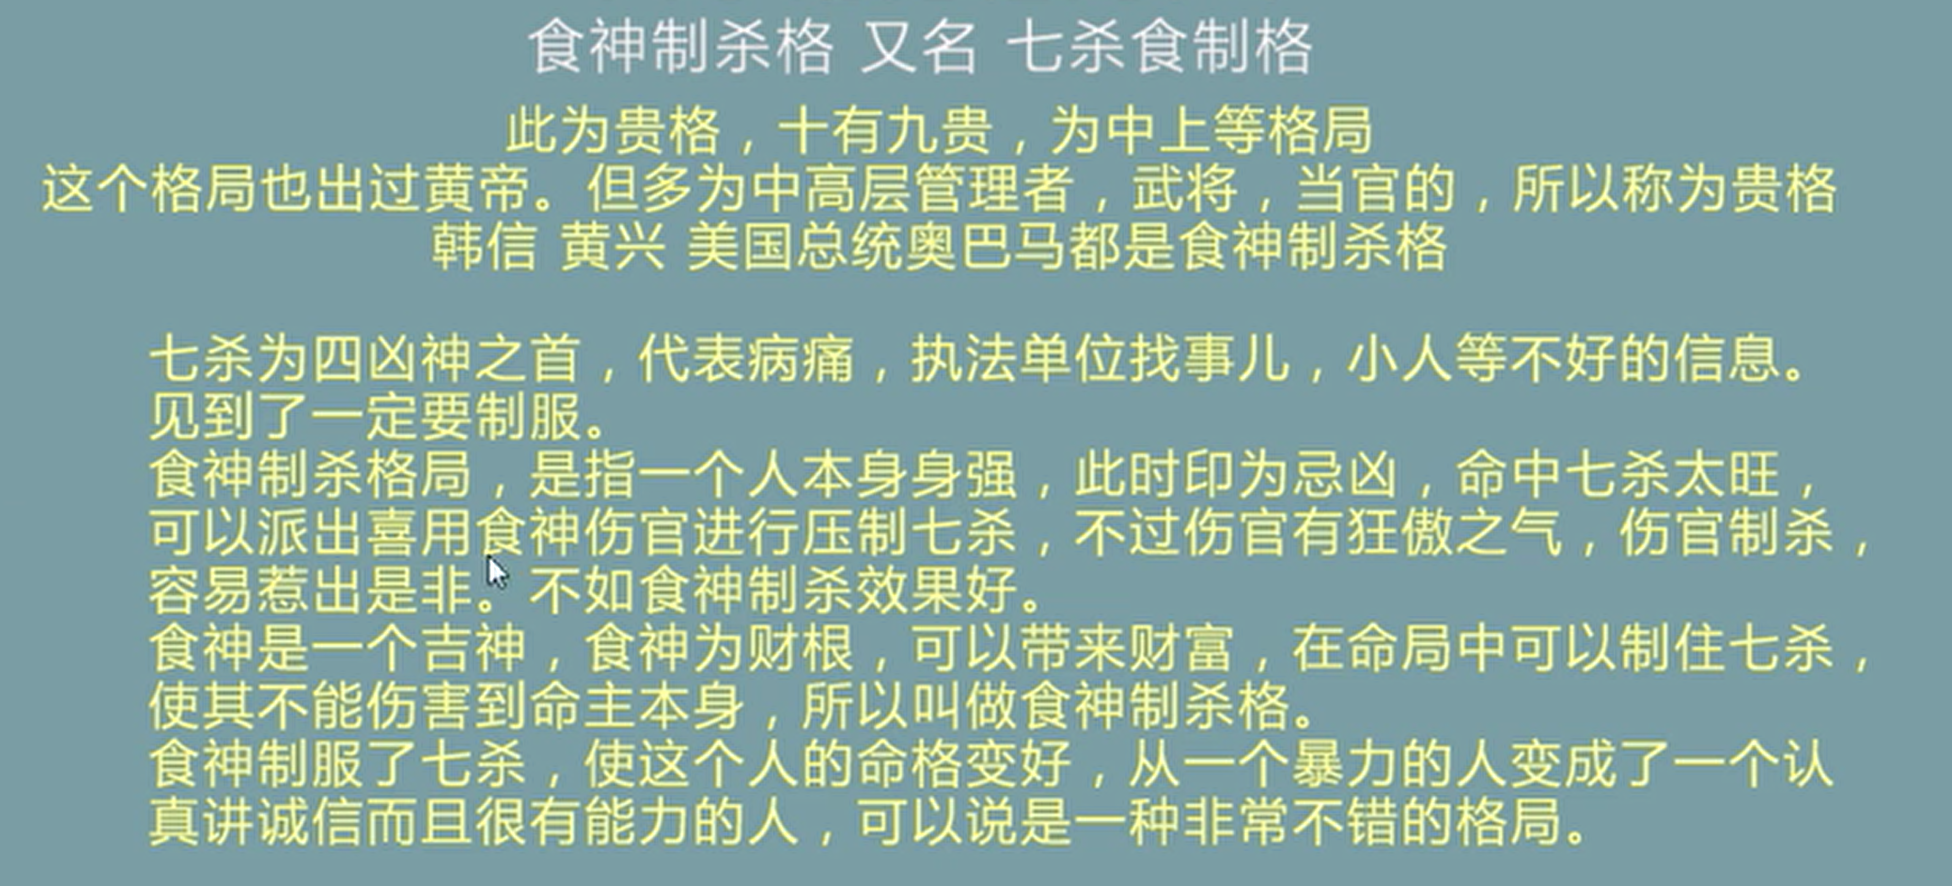 食神制杀格 又名 七杀食制格
此为贵格，十有九贵，为中上等格局
这个格局也出过黄帝。但多为中高层管理者，武将，当官的，所以称为贵格
韩信 黄兴 美国总统奥巴马都是食神制杀格
七杀为四凶神之首，代表病痛，执法单位找事儿，小人等不好的信息。
见到了一定要制服。
食神制杀格局，是指一个人本身身强，此时印为忌凶，命中七杀太旺，
可以派出喜用食神伤官进行压制七杀，不过伤官有狂傲之气，伤官制杀，
容易惹出是非。不如食神制杀效果好。
食神是一个吉神，食神为财根，可以带来财富，在命局中可以制住七杀，
使其不能伤害到命主本身，所以叫做食神制杀格。
食神制服了七杀，使这个人的命格变好，从一个暴力的人变成了一个认
真讲诚信而且很有能力的人，可以说是一种非常不错的格局。